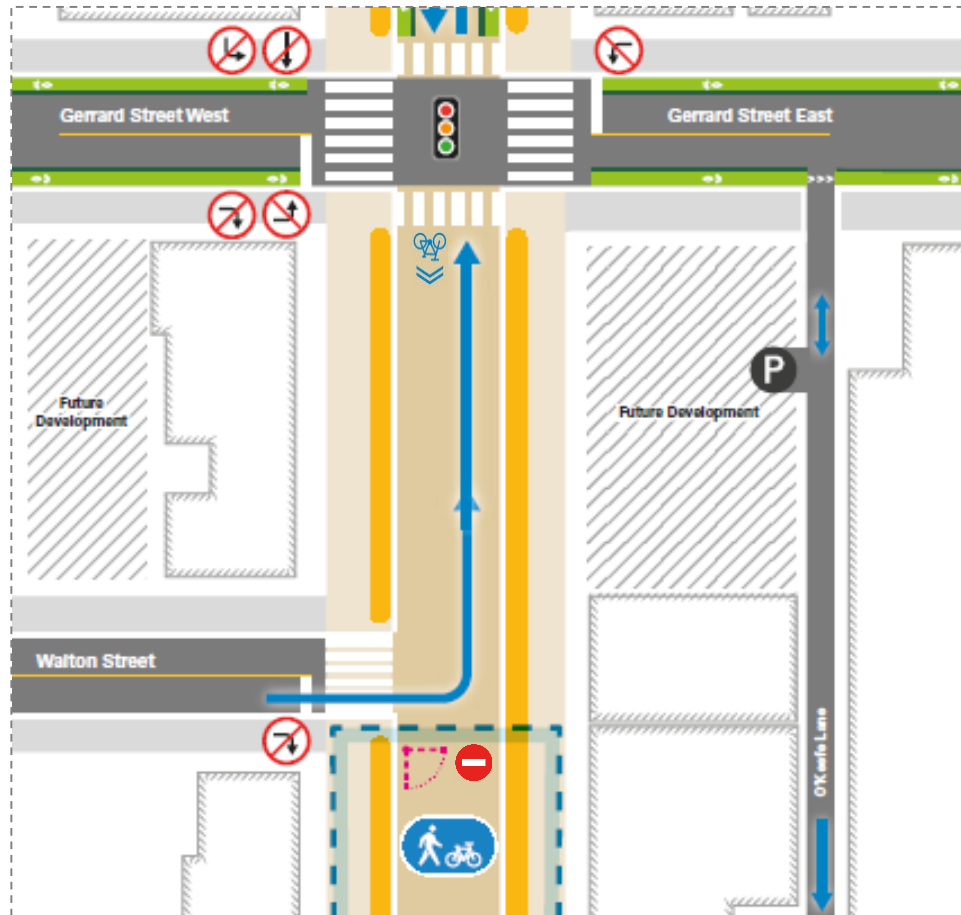 Gerrard Street West
Gerrard Street East
Future
Development
P
Future Development
Walton Street
O'Keefe Lane